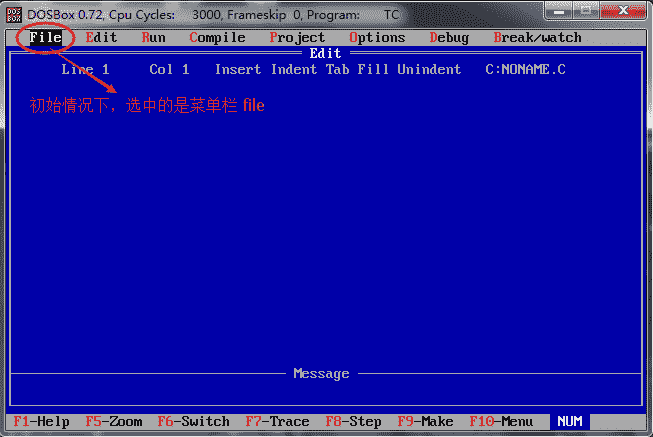 DOS
BOX
DOSBox 0.72, Cpu Cycles: 3000, Frameskip 0, Program: TC
File Edit Run Compile Project Options Debug Break/watch
Edit
Line 1 Col 1 Insert Indent Tab Fill Unindent C:NONAME.C
初始情况下，选中的是菜单栏 file
Message
F1-Help F5-Zoom F6-Switch F7-Trace F8-Step F9-Make F10-Menu NUM